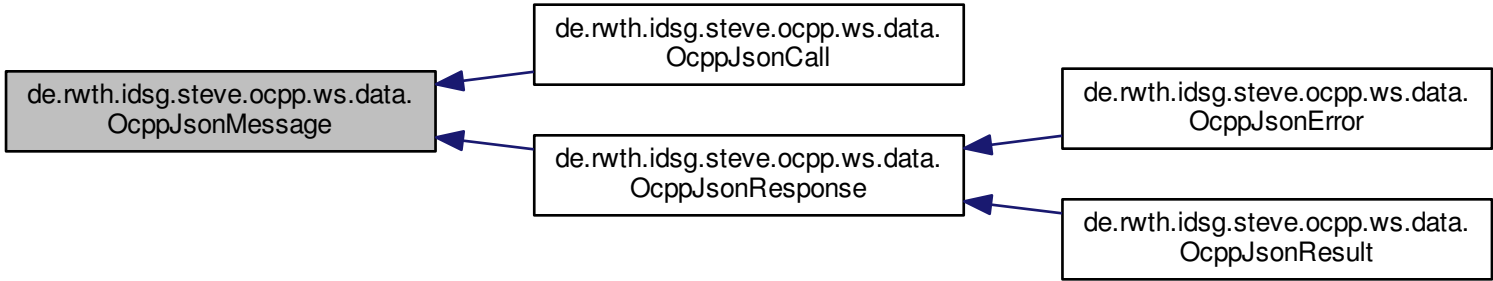 de.rwth.idsg.steve.ocpp.ws.data.
OcppJsonMessage
de.rwth.idsg.steve.ocpp.ws.data.
OcppJsonCall
de.rwth.idsg.steve.ocpp.ws.data.
OcppJsonResponse
de.rwth.idsg.steve.ocpp.ws.data.
OcppJsonError
de.rwth.idsg.steve.ocpp.ws.data.
OcppJsonResult